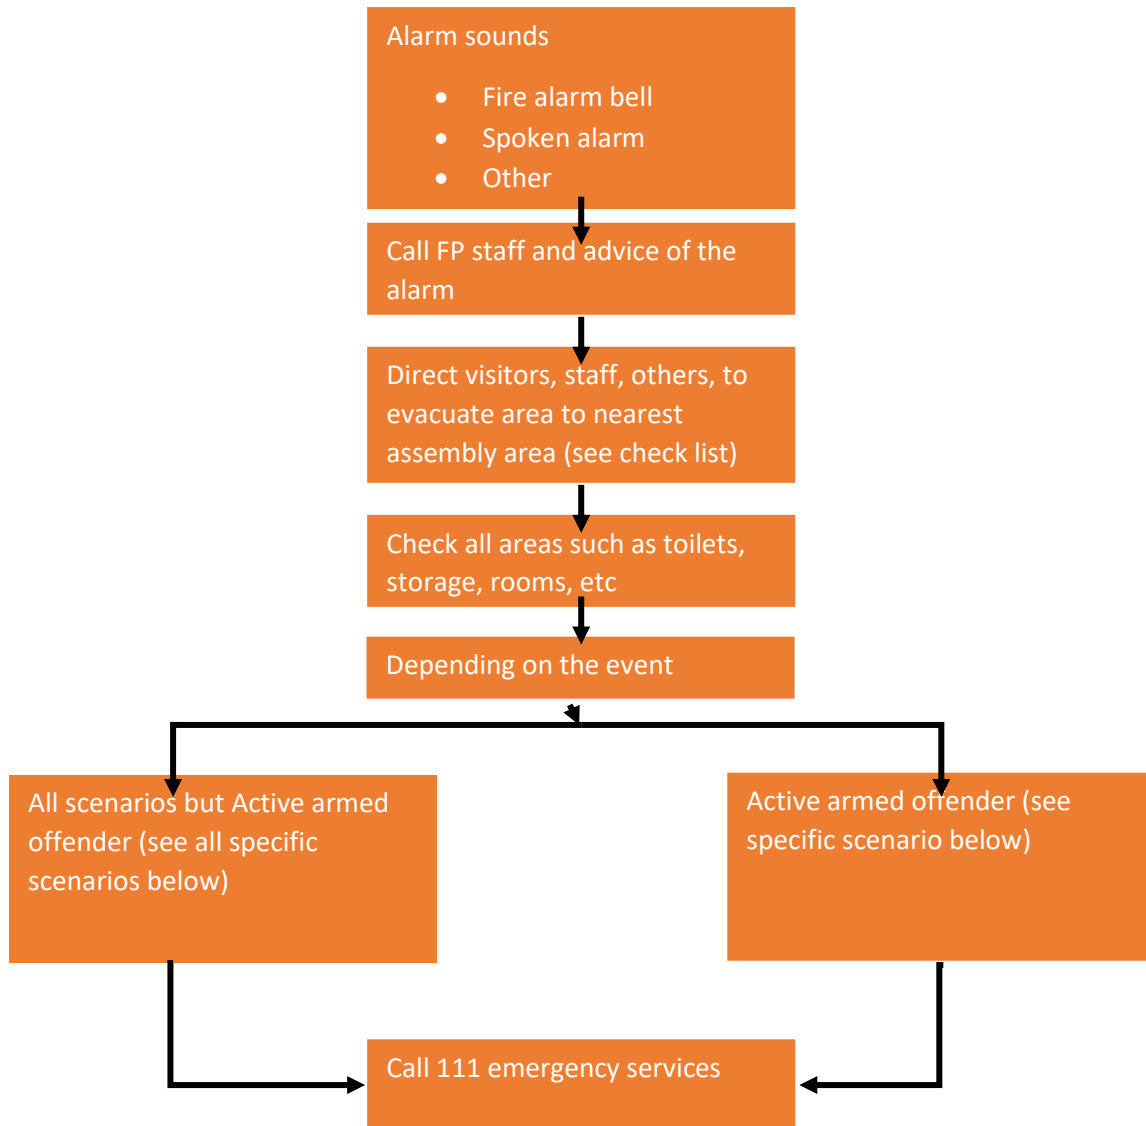 Alarm sounds
• Fire alarm bell
• Spoken alarm
• Other
Call FP staff and advice of the
alarm
Direct visitors, staff, others, to
evacuate area to nearest
assembly area (see check list)
Check all areas such as toilets,
storage, rooms, etc
Depending on the event
All scenarios but Active armed
offender (see all specific
scenarios below)
Active armed offender (see
specific scenario below)
Call 111 emergency services